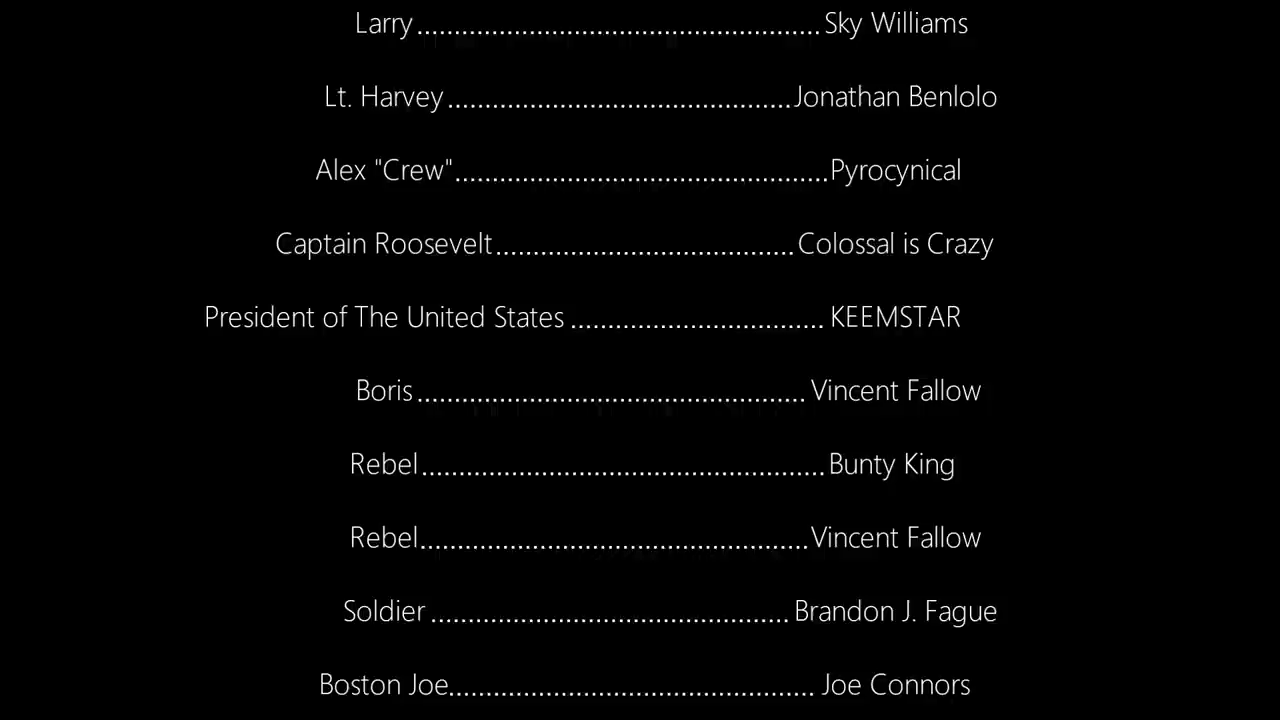 Larry......................................................Sky Williams
Lt. Harvey..............................................Jonathan Benlolo
Alex "Crew"..................................................Pyrocynical
Captain Roosevelt........................................Colossal is Crazy
President of The United States .................................. KEEMSTAR
Boris.................................................... Vincent Fallow
Rebel......................................................Bunty King
Rebel....................................................Vincent Fallow
Soldier ................................................ Brandon J. Fague
Boston Joe................................................. Joe Connors